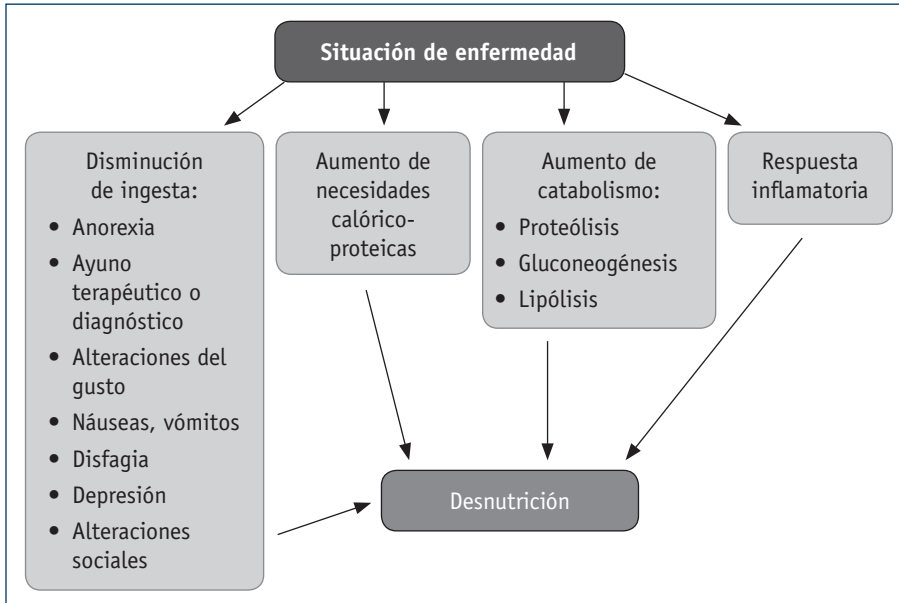 Situación de enfermedad
Disminución
de ingesta:
• Anorexia
• Ayuno
terapéutico o
diagnóstico
• Alteraciones del
gusto
• Náuseas, vómitos
• Disfagia
• Depresión
• Alteraciones
sociales
Aumento de
necesidades
calórico-
proteicas
Aumento de
catabolismo:
• Proteólisis
• Gluconeogénesis
• Lipólisis
Respuesta
inflamatoria
Desnutrición